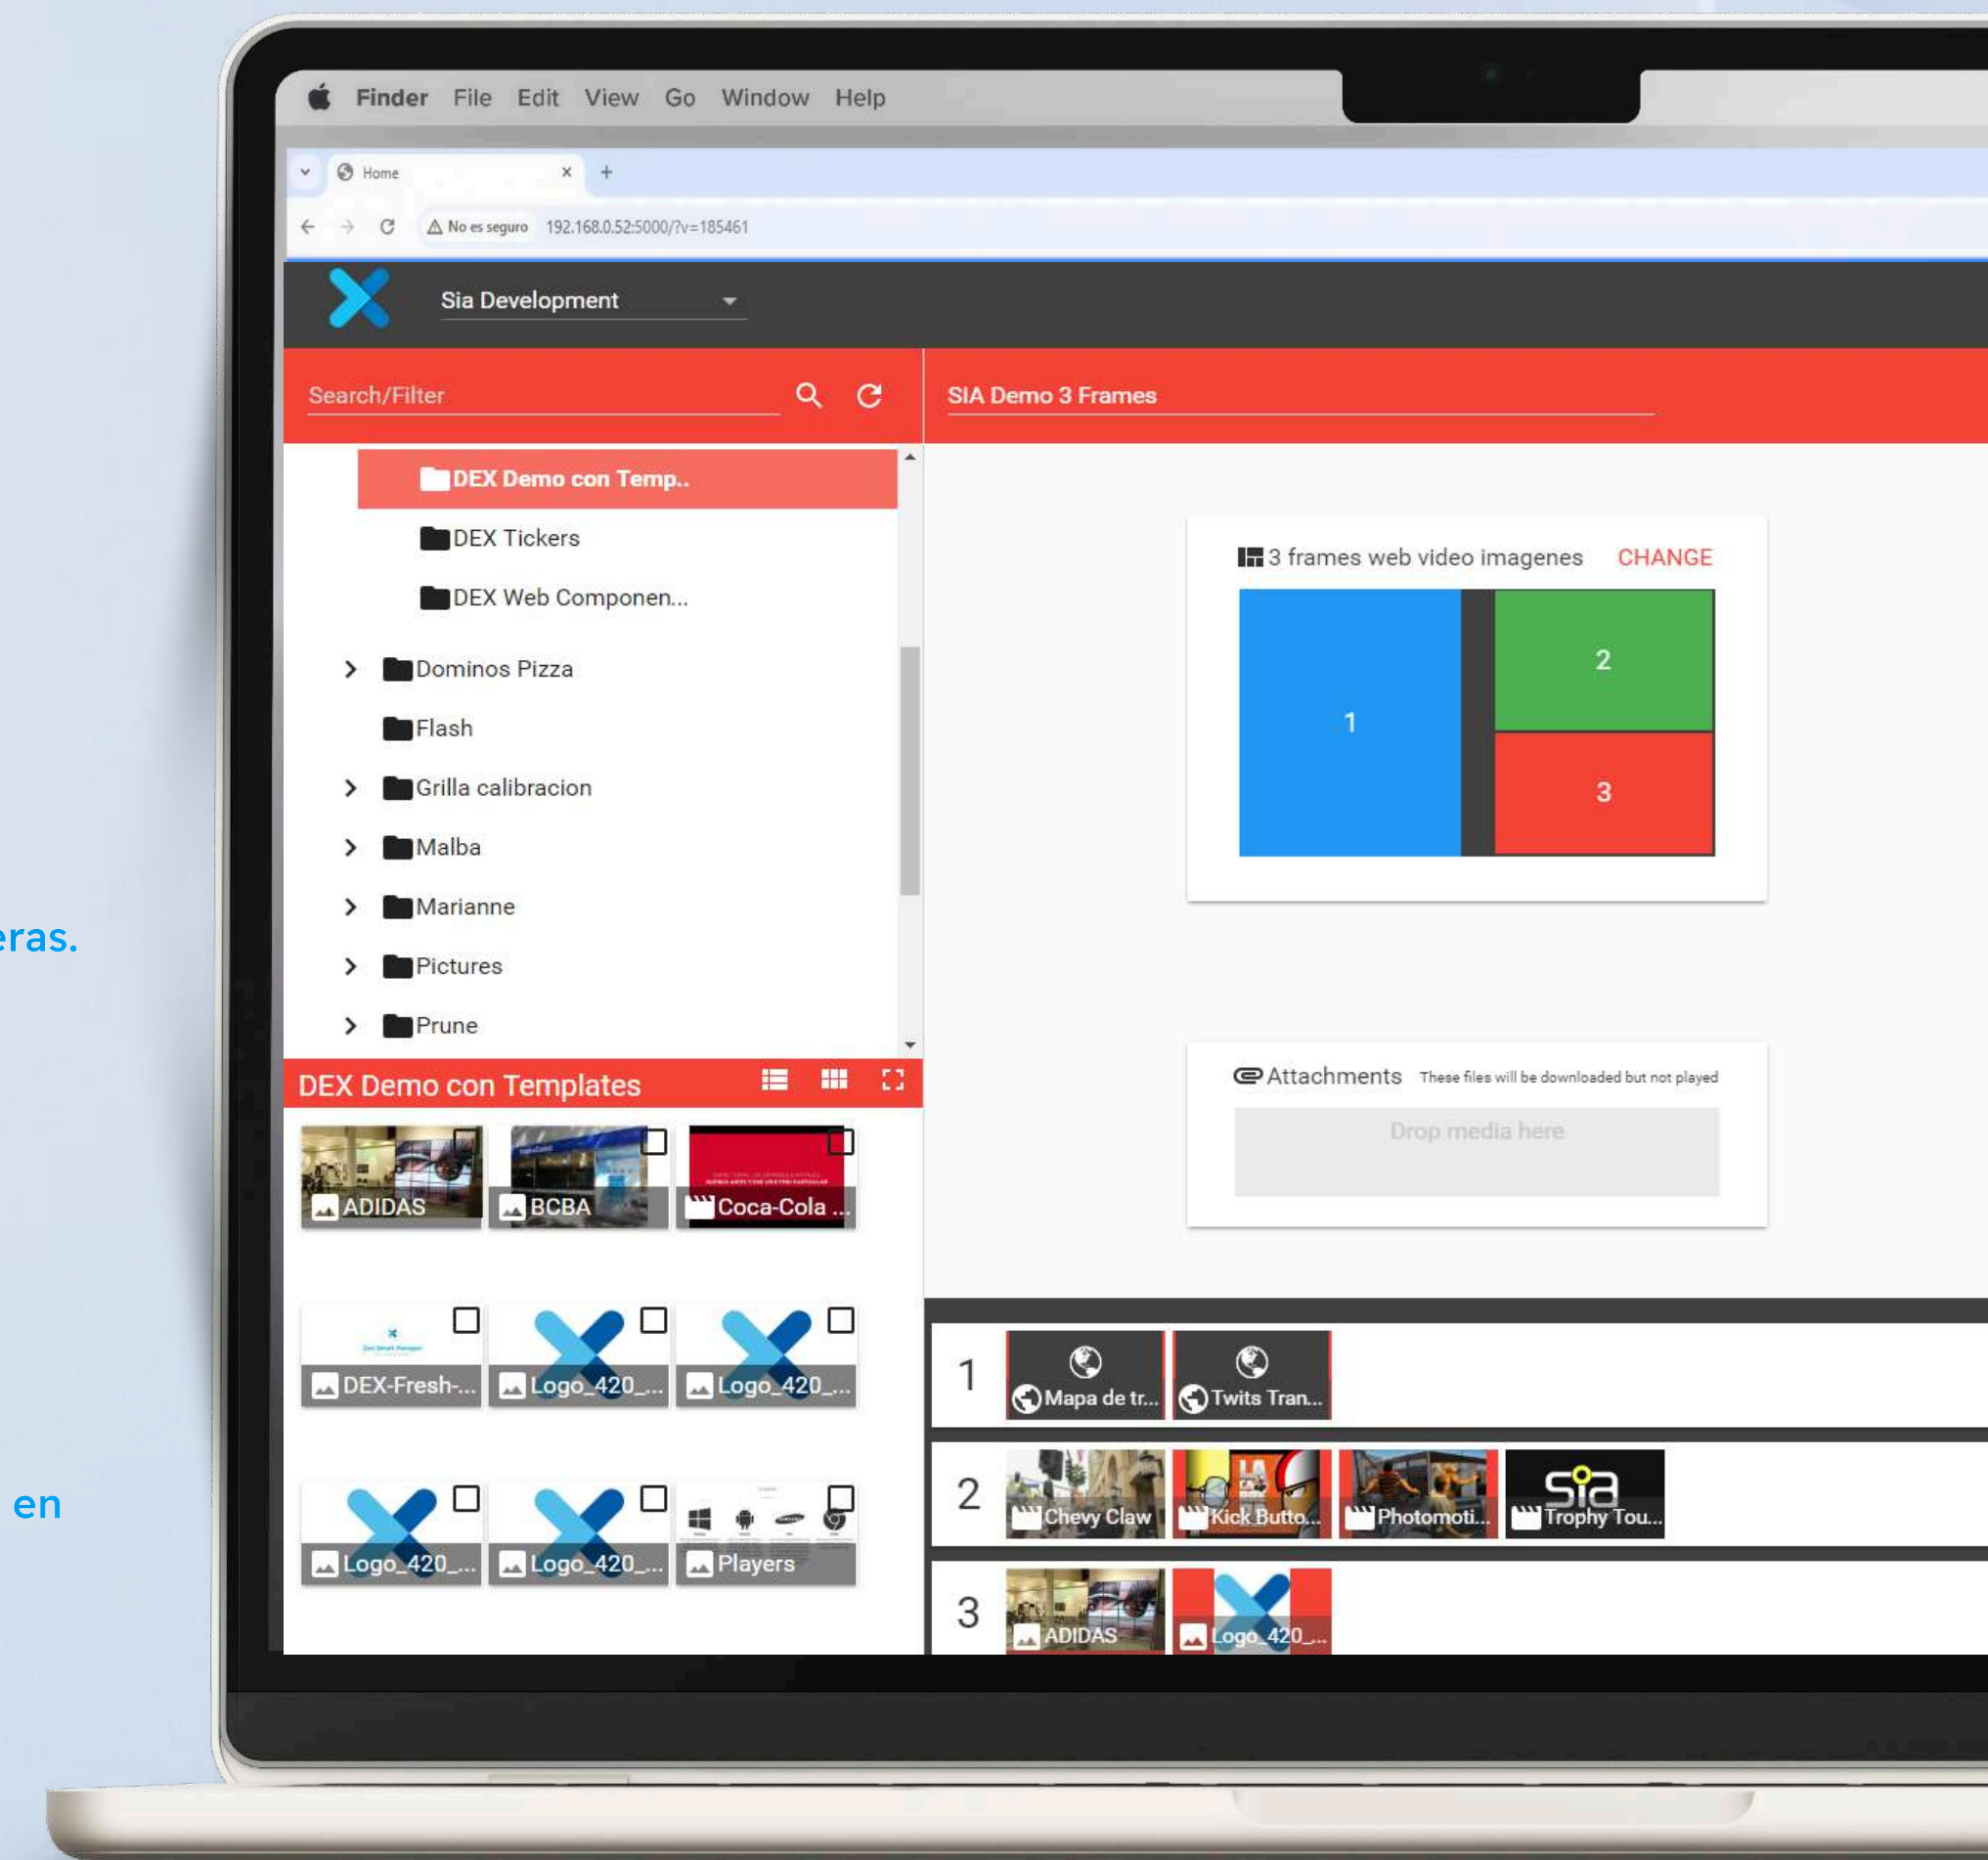 Finder File Edit View Go Window Help
Home
No es seguro 192.168.0.52:5000/?v=185461
Sia Development
Search/Filter
SIA Demo 3 Frames
DEX Demo con Temp..
DEX Tickers
DEX Web Componen...
Dominos Pizza
Flash
Grilla calibracion
Malba
Marianne
Pictures
Prune
3 frames web video imagenes CHANGE
1
2
3
Attachments These files will be downloaded but not played
Drop media here
DEX Demo con Templates
ADIDAS
BCBA
Coca-Cola ...
DEX-Fresh-...
Logo_420_...
Logo_420_...
Logo_420_...
Logo_420_...
Players
1
Mapa de tr...
Twits Tran...
2
Chevy Claw
Kick Butto...
Photomoti...
sia
Trophy Tou...
3
ADIDAS
Logo_420_...
eras.
en